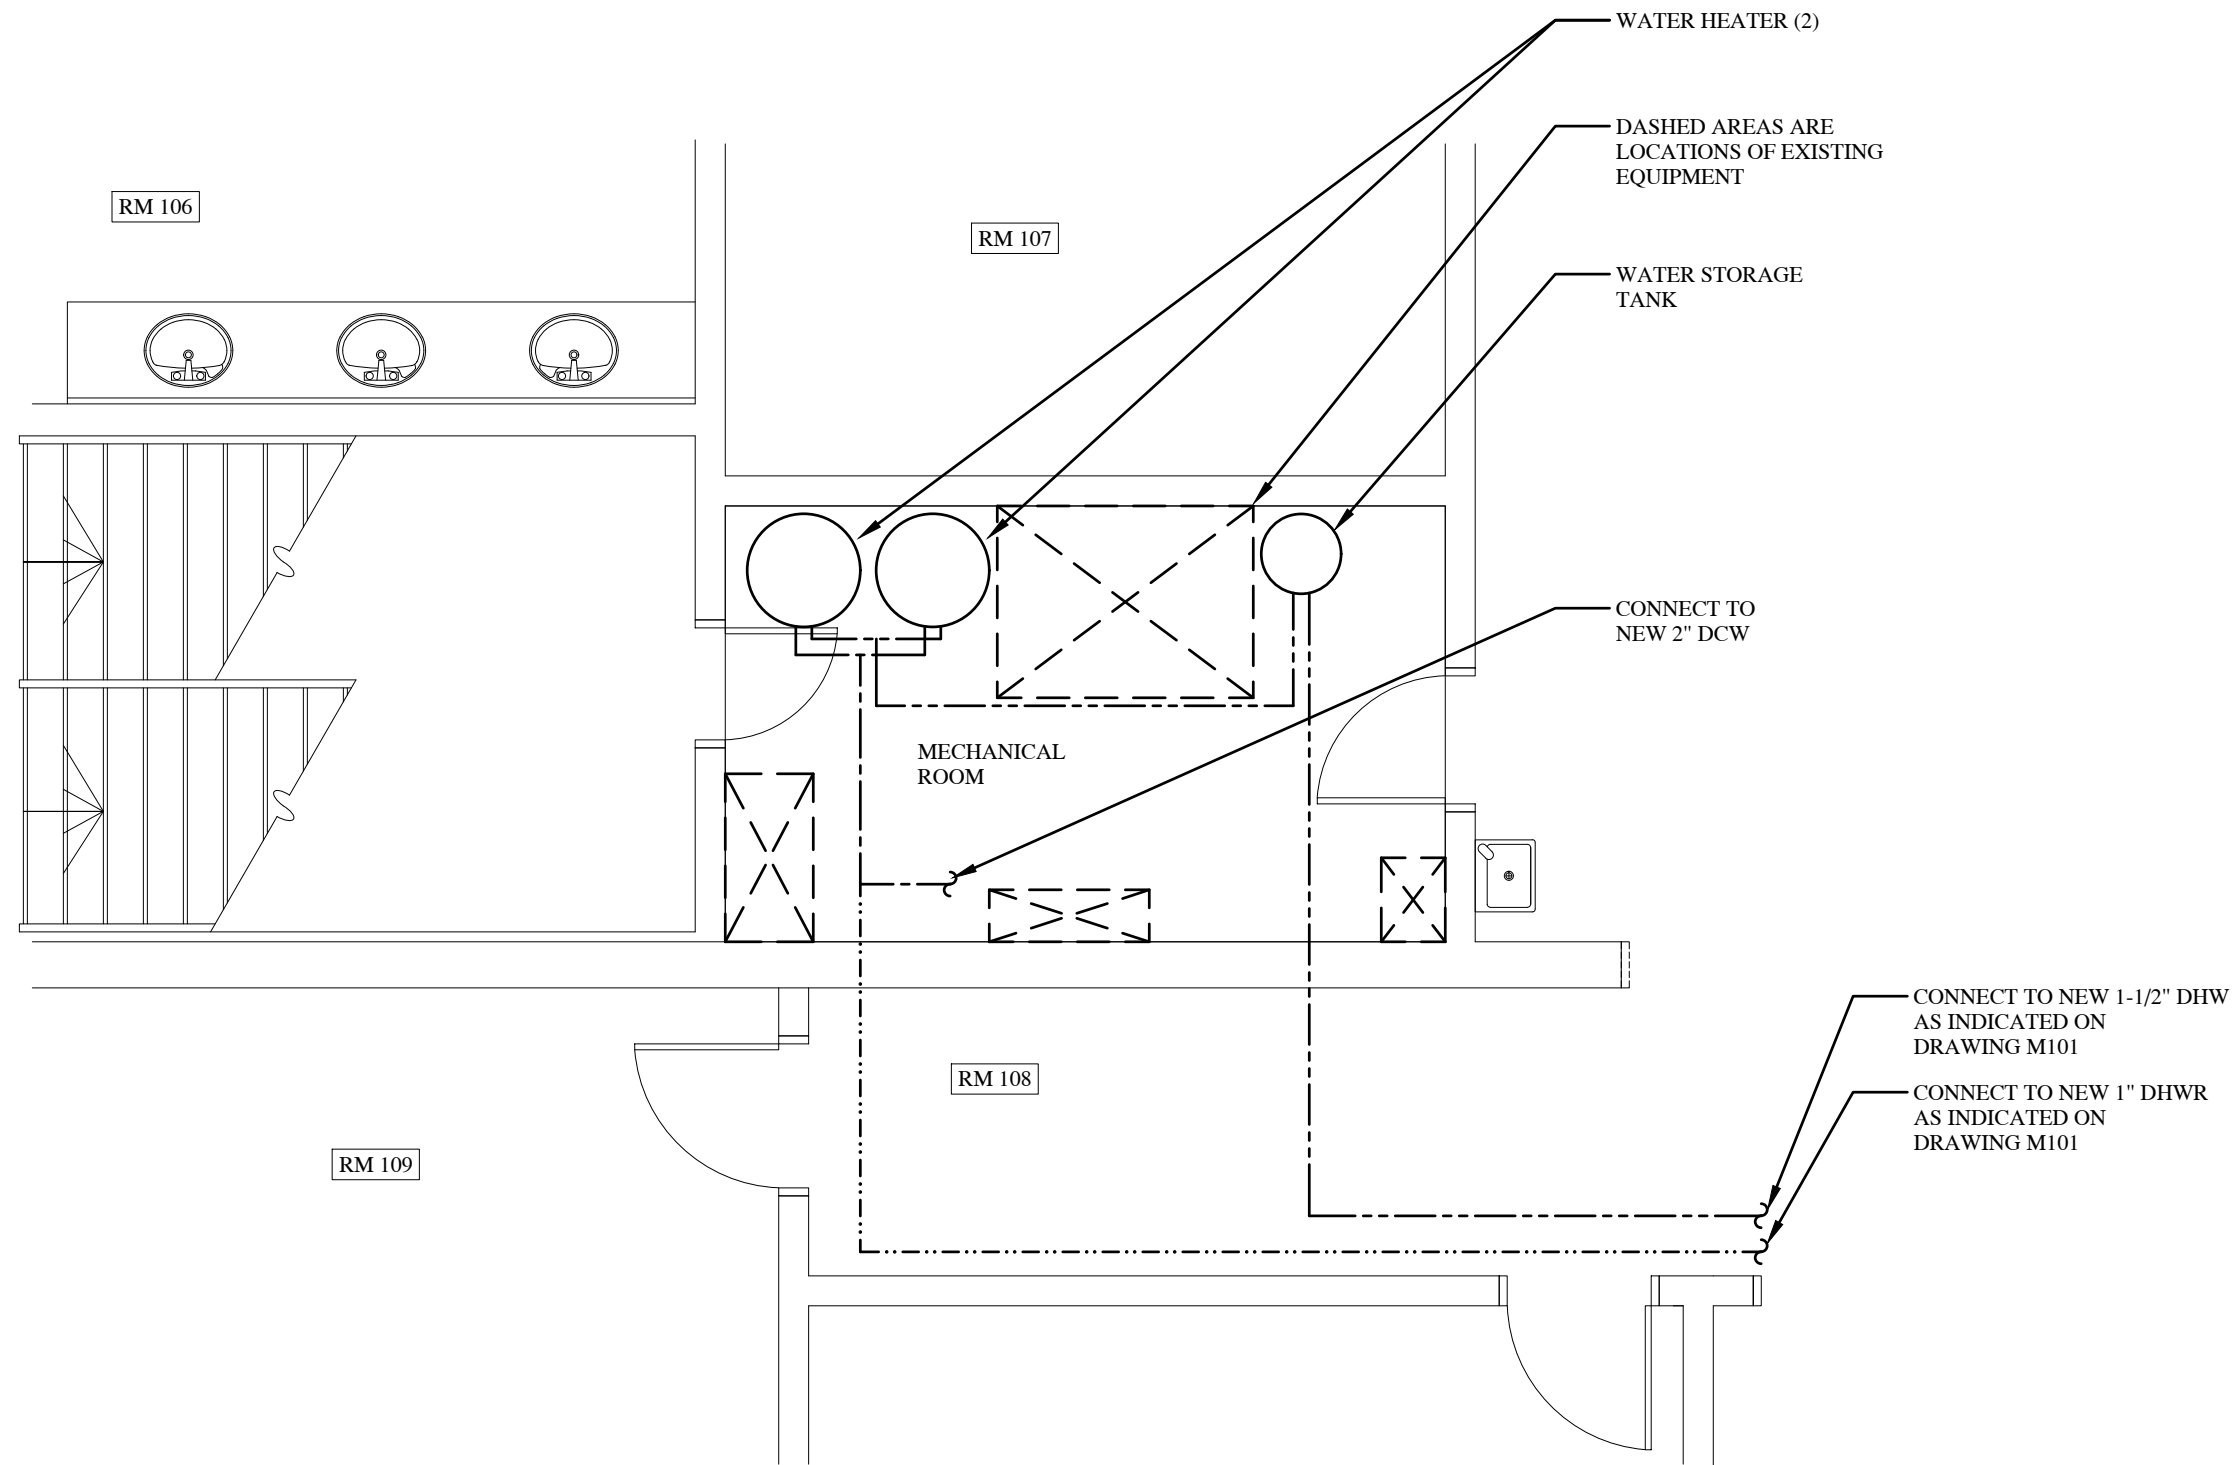 WATER HEATER (2)
DASHED AREAS ARE
LOCATIONS OF EXISTING
EQUIPMENT
RM 106
RM 107
WATER STORAGE
TANK
CONNECT TO
NEW 2" DCW
MECHANICAL
ROOM
CONNECT TO NEW 1-1/2" DHW
AS INDICATED ON
DRAWING M101
RM 108
CONNECT TO NEW 1" DHWR
AS INDICATED ON
DRAWING M101
RM 109